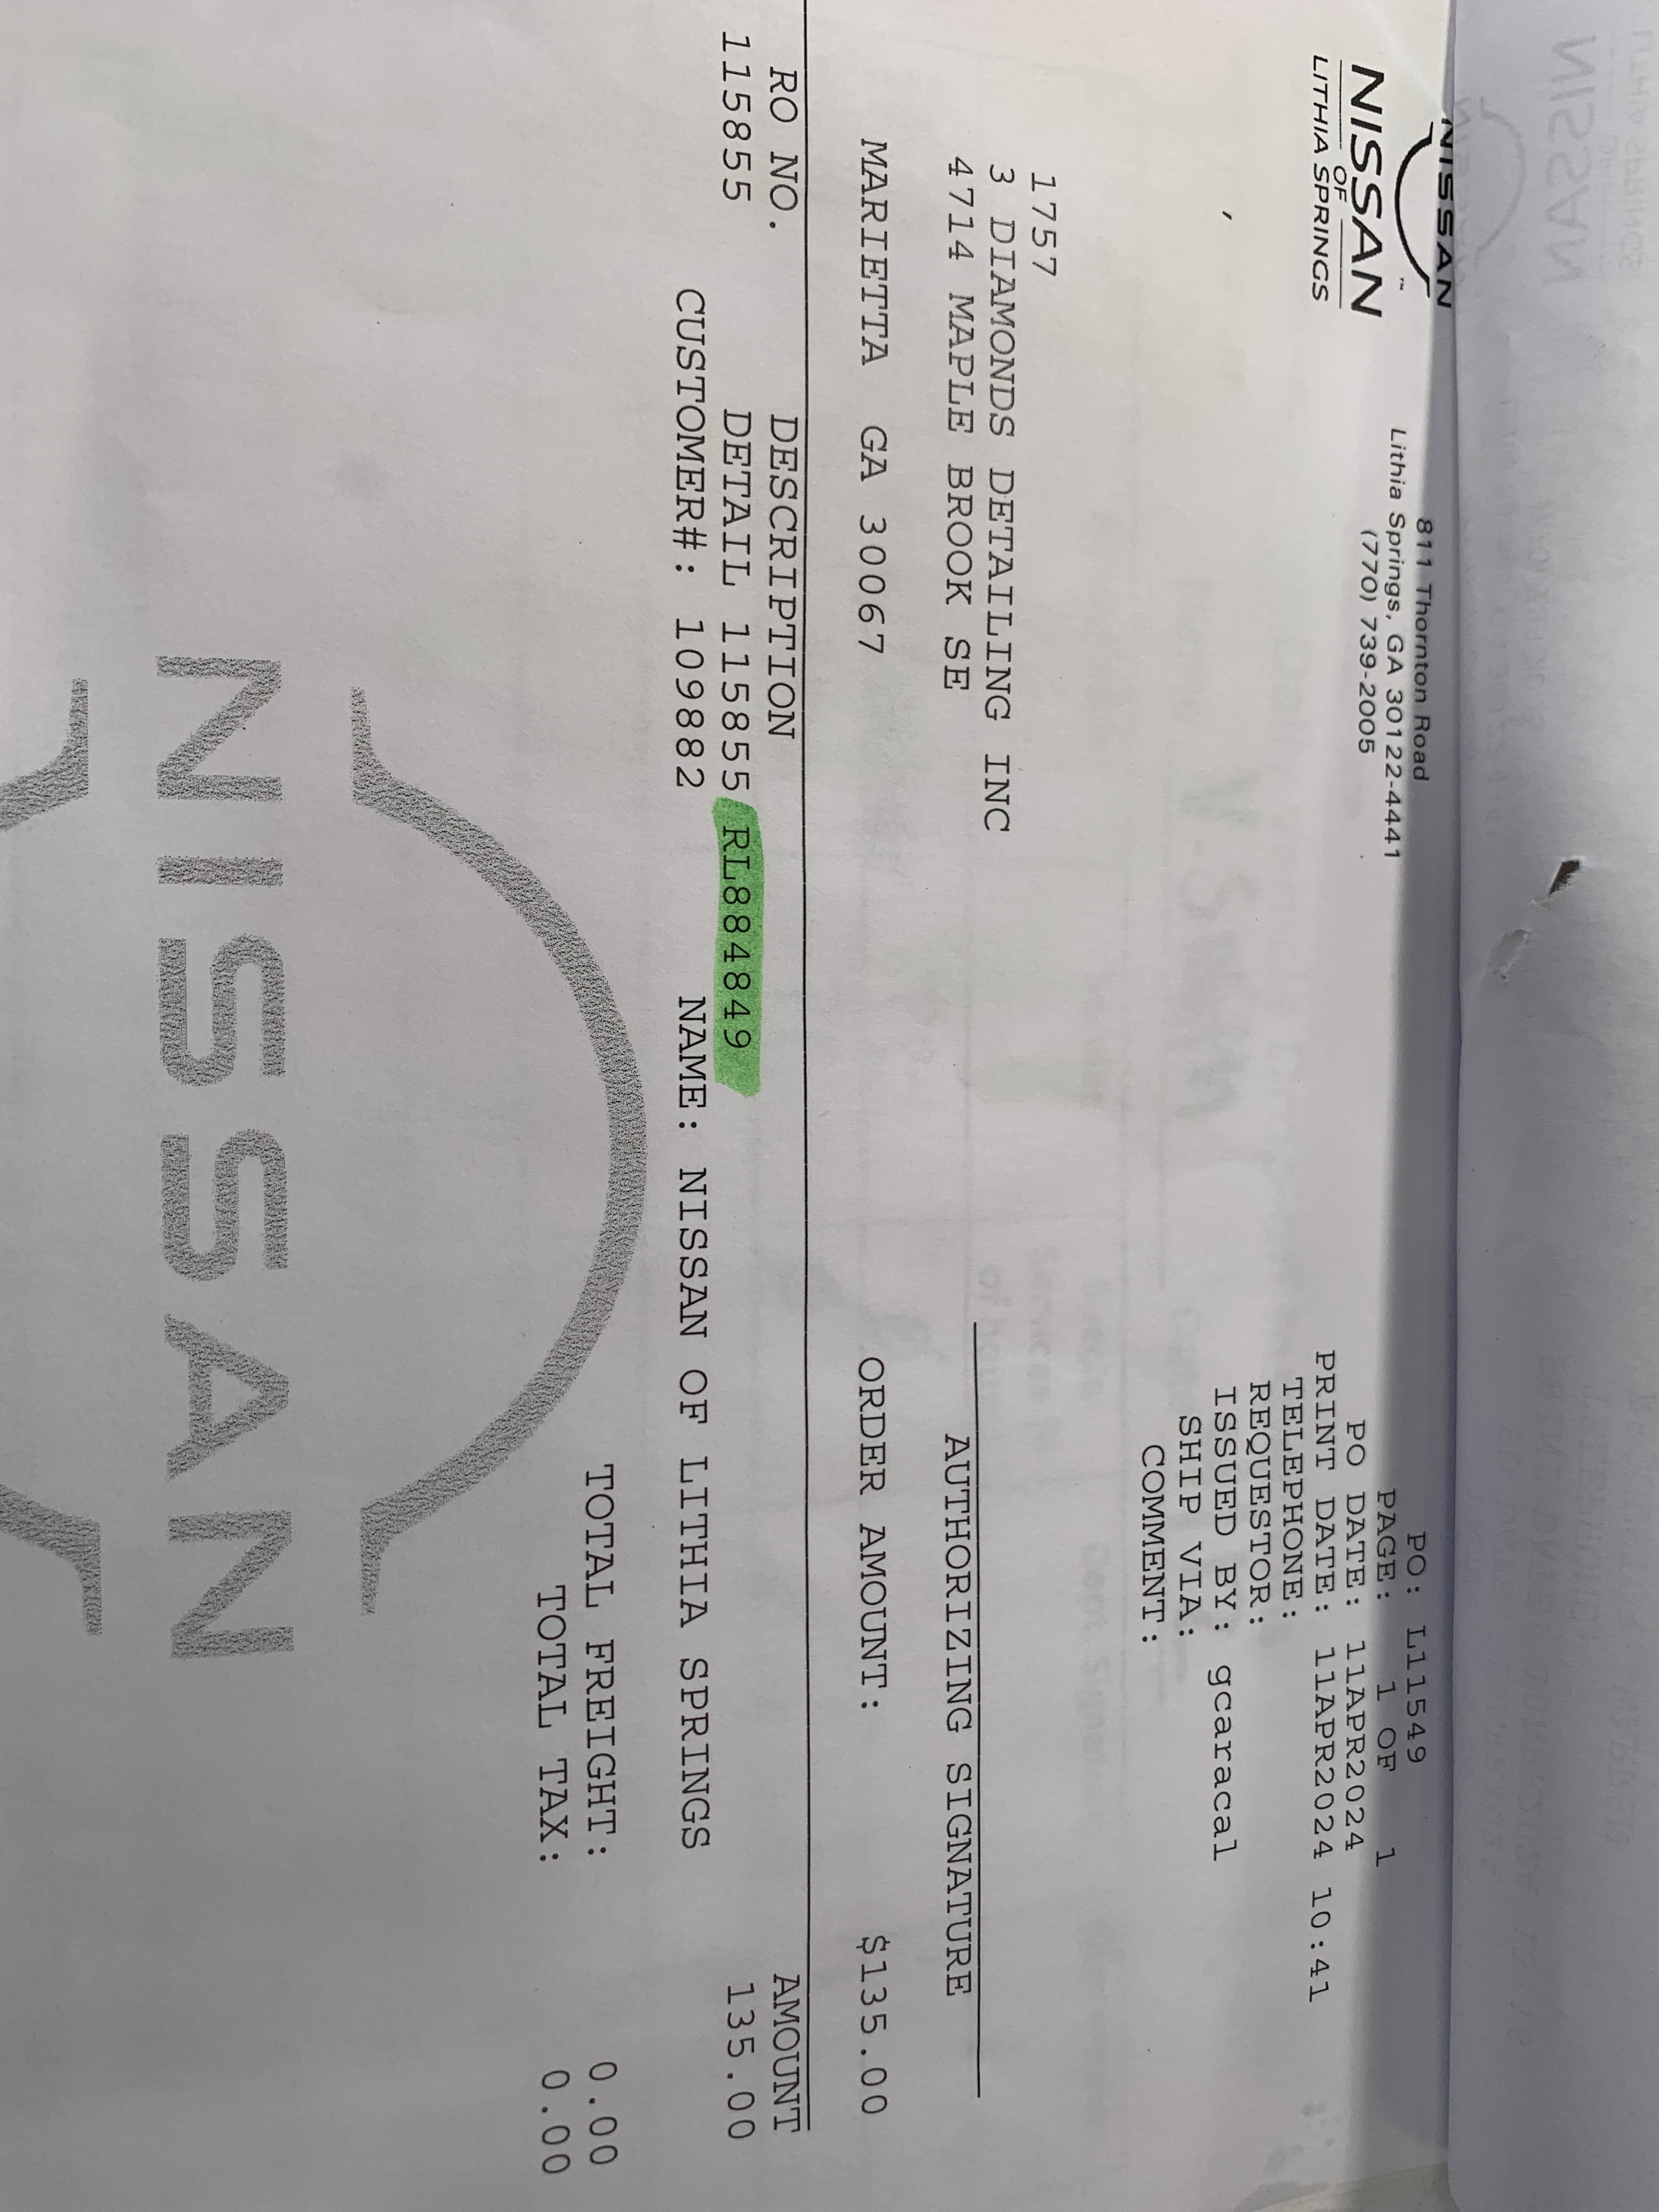 NISSAN
NISSAN
OF
LITHIA SPRINGS
811 Thornton Road
Lithia Springs, GA 30122-4441
(770) 739-2005
PO: L11549
PAGE: 1 OF 1
PO DATE: 11APR2024
PRINT DATE: 11APR2024 10:41
TELEPHONE:
REQUESTOR:
ISSUED BY: gcaracal
SHIP VIA:
COMMENT:
1757
3 DIAMONDS DETAILING INC
4714 MAPLE BROOK SE
AUTHORIZING SIGNATURE
MARIETTA GA 30067
ORDER AMOUNT: $135.00
RO NO. DESCRIPTION AMOUNT
115855 DETAIL 115855 RL884849 135.00
CUSTOMER#: 109882 NAME: NISSAN OF LITHIA SPRINGS
TOTAL FREIGHT: 0.00
TOTAL TAX: 0.00
NISSAN